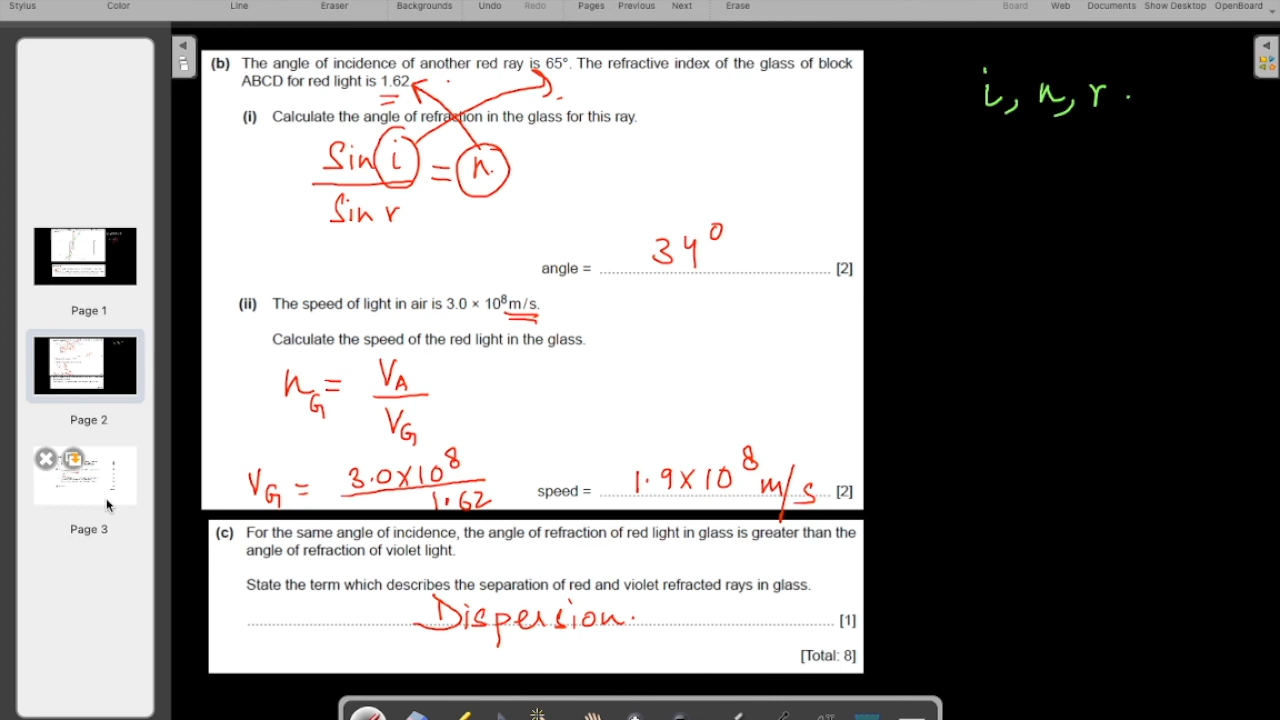 Stylus Color Line Eraser Backgrounds Undo Redo Pages Previous Next Erase Board Web Documents Show Desktop OpenBoard
(b) The angle of incidence of another red ray is 65°. The refractive index of the glass of block
ABCD for red light is 1.62.
i, n, r.
(i) Calculate the angle of refraction in the glass for this ray.
Sin i / Sin r = n
34°
angle = [2]
Page 1
(ii) The speed of light in air is 3.0 × 10⁸ m/s.
Calculate the speed of the red light in the glass.
n_G = V_A / V_G
Page 2
V_G = 3.0×10⁸ / 1.62
speed = 1.9×10⁸ m/s [2]
Page 3
(c) For the same angle of incidence, the angle of refraction of red light in glass is greater than the
angle of refraction of violet light.
State the term which describes the separation of red and violet refracted rays in glass.
Dispersion. [1]
[Total: 8]